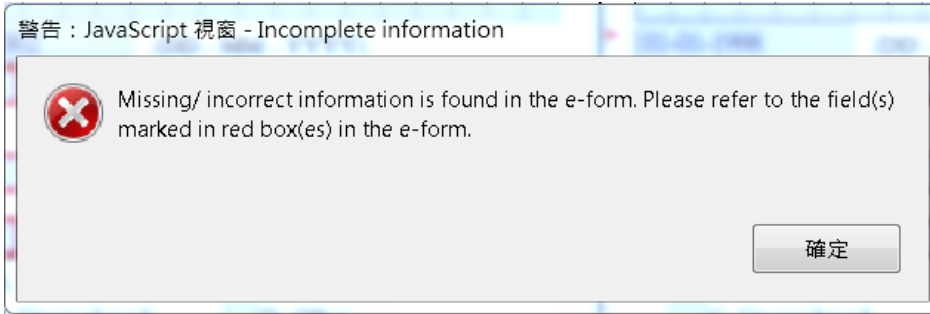 警告：JavaScript 視窗 - Incomplete information
Missing/ incorrect information is found in the e-form. Please refer to the field(s)
marked in red box(es) in the e-form.
確定